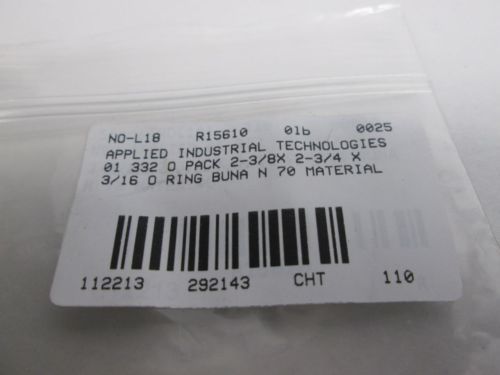 NO-L18 R15610 01b 0025
APPLIED INDUSTRIAL TECHNOLOGIES
01 332 O PACK 2-3/8X 2-3/4 X
3/16 O RING BUNA N 70 MATERIAL
112213 292143 CHT 110